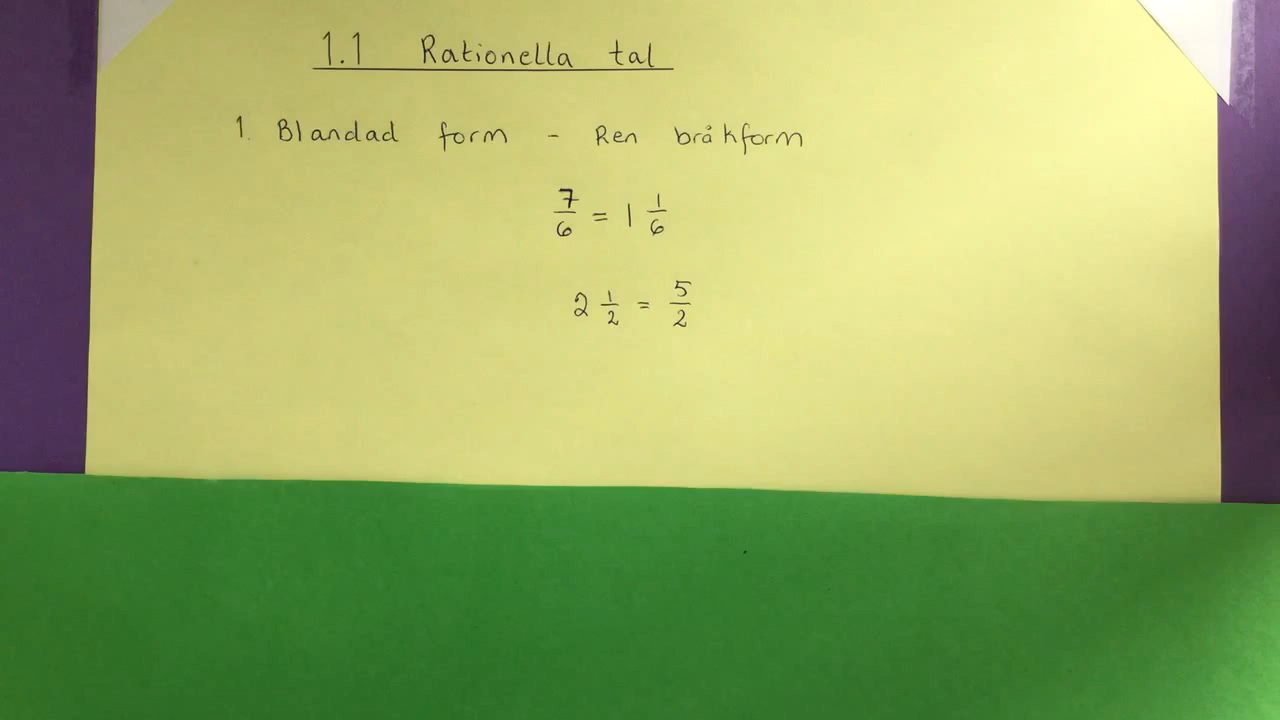 1.1 Rationella tal
1. Blandad form - Ren bråkform
7/6 = 1 1/6
2 1/2 = 5/2